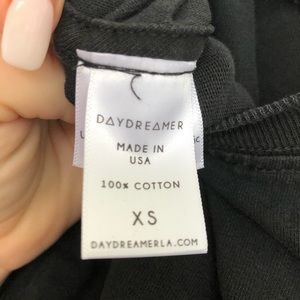 DAYDREAMER
MADE IN
USA
100% COTTON
XS
DAYDREAMERLA.COM